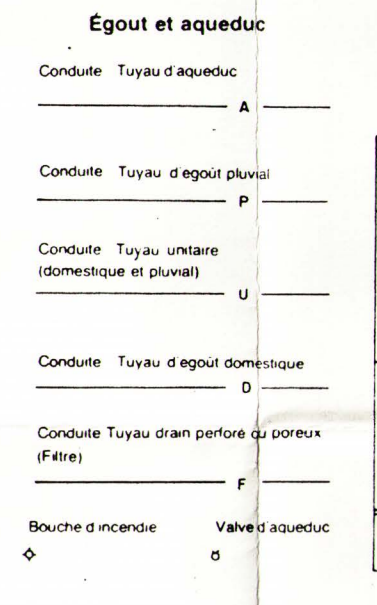 Égout et aqueduc
Conduite Tuyau d'aqueduc
A
Conduite Tuyau d'egoût pluvial
P
Conduite Tuyau unitaire
(domestique et pluvial)
U
Conduite Tuyau d'egoût domestique
D
Conduite Tuyau drain perforé ou poreux
(Filtre)
F
Bouche d'incendie Valve d'aqueduc